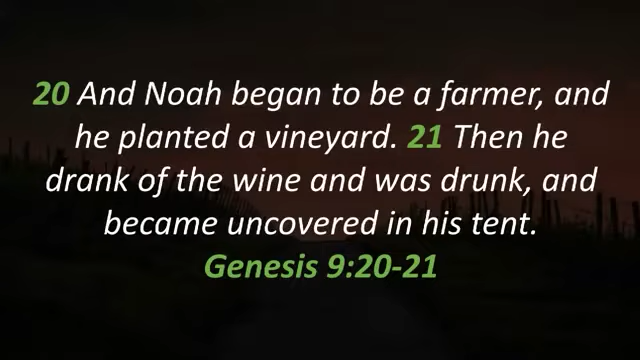 20 And Noah began to be a farmer, and
he planted a vineyard. 21 Then he
drank of the wine and was drunk, and
became uncovered in his tent.
Genesis 9:20-21